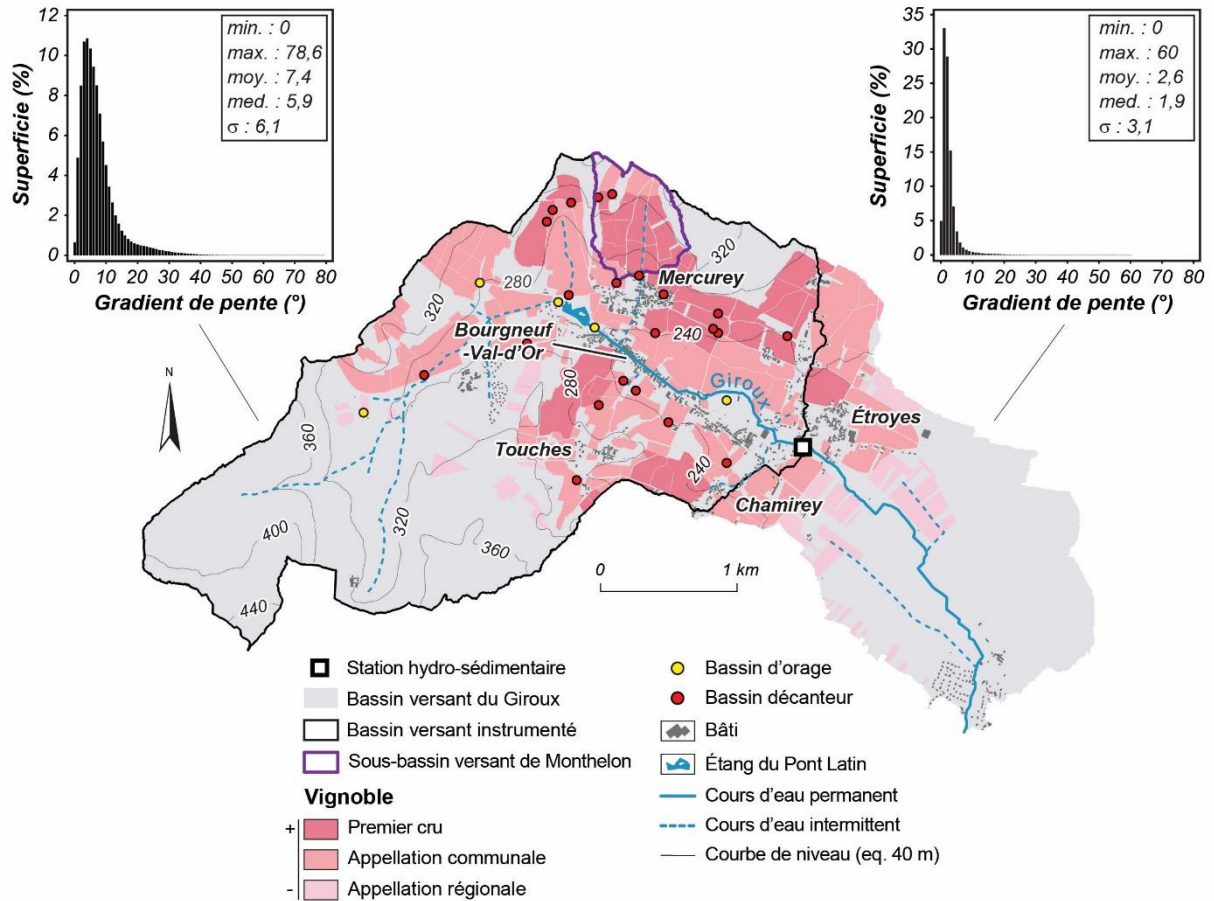 12
10
8
6
4
2
0
Superficie (%)
min. : 0
max. : 78,6
moy. : 7,4
med. : 5,9
σ : 6,1
0 10 20 30 40 50 60 70 80
Gradient de pente (°)
35
30
25
20
15
10
5
0
Superficie (%)
min. : 0
max. : 60
moy. : 2,6
med. : 1,9
σ : 3,1
0 10 20 30 40 50 60 70 80
Gradient de pente (°)
320
Mercurey
280
320
240
Bourgneuf
-Val-d'Or
280
Giroux
Étroyes
N
360
Touches
240
Chamirey
320
400
360
440
0 1 km
Station hydro-sédimentaire
Bassin versant du Giroux
Bassin versant instrumenté
Sous-bassin versant de Monthelon
Vignoble
+ Premier cru
Appellation communale
- Appellation régionale
Bassin d'orage
Bassin décanteur
Bâti
Étang du Pont Latin
Cours d'eau permanent
Cours d'eau intermittent
Courbe de niveau (eq. 40 m)